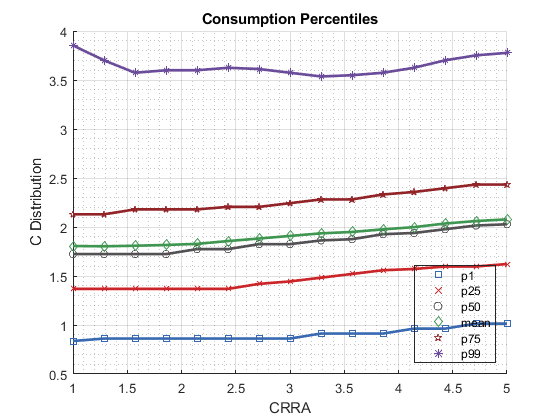 Consumption Percentiles
4
3.5
3
2.5
2
1.5
1
0.5
C Distribution
p1
p25
p50
mean
p75
p99
1 1.5 2 2.5 3 3.5 4 4.5 5
CRRA